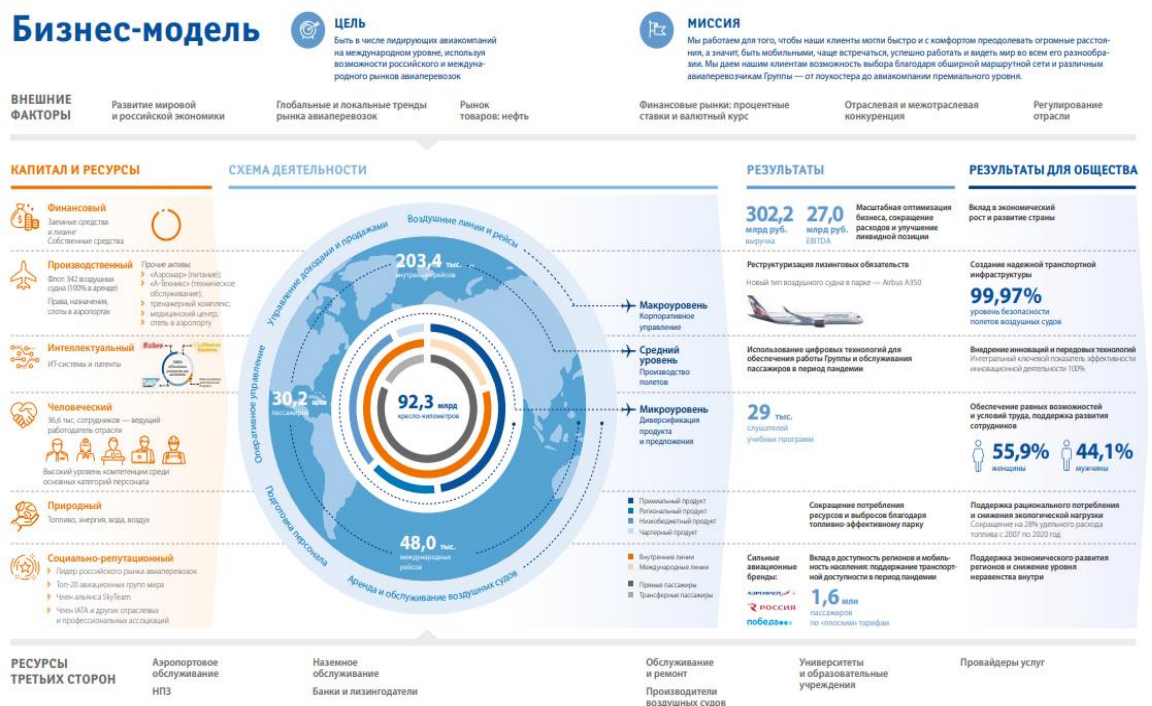 Бизнес-модель
ЦЕЛЬ
Быть в числе лидирующих авиакомпаний
на международном уровне, используя
возможности российского и междуна-
родного рынков авиаперевозок
МИССИЯ
Мы работаем для того, чтобы наши клиенты могли быстро и с комфортом преодолевать огромные расстоя-
ния, а значит, быть мобильными, чаще встречаться, успешно работать и видеть мир во всем его разнообра-
зии. Мы даем нашим клиентам возможность выбора благодаря обширной маршрутной сети и различным
авиаперевозчикам Группы — от лоукостера до авиакомпании премиального уровня.
ВНЕШНИЕ
ФАКТОРЫ
Развитие мировой
и российской экономики
Глобальные и локальные тренды
рынка авиаперевозок
Рынок
товаров: нефть
Финансовые рынки: процентные
ставки и валютный курс
Отраслевая и межотраслевая
конкуренция
Регулирование
отрасли
КАПИТАЛ И РЕСУРСЫ
Финансовый
Заемные средства
и лизинг
Собственные средства
Производственный
Флот 342 воздушных
судна (100% в аренде)
Права, назначения,
слоты в аэропортах
Прочие активы:
«Аэромар» (питание);
«А-Техникс» (техническое
обслуживание);
тренажерный комплекс;
медицинский центр;
отель в аэропорту
Интеллектуальный
ИТ-системы и патенты
Sabre
Lufthansa
Systems
SAP
Человеческий
36,6 тыс. сотрудников — ведущий
работодатель отрасли
Высокий уровень компетенции среди
основных категорий персонала
Природный
Топливо, энергия, вода, воздух
Социально-репутационный
Лидер российского рынка авиаперевозок
Топ-20 авиационных групп мира
Член альянса SkyTeam
Член IATA и других отраслевых
и профессиональных ассоциаций
СХЕМА ДЕЯТЕЛЬНОСТИ
Воздушные линии и рейсы
Управление доходами и продажами
Оперативное управление
Подготовка персонала
Аренда и обслуживание воздушных судов
203,4 тыс.
внутренних рейсов
30,2 млн
пассажиров
92,3 млрд
кресло-километров
48,0 тыс.
международных
рейсов
Макроуровень
Корпоративное
управление
Средний
уровень
Производство
полетов
Микроуровень
Диверсификация
продукта
и предложения
Премиальный продукт
Региональный продукт
Низкобюджетный продукт
Чартерный продукт
Внутренние линии
Международные линии
Прямые пассажиры
Трансферные пассажиры
РЕЗУЛЬТАТЫ
302,2
млрд руб.
выручка
27,0
млрд руб.
EBITDA
Масштабная оптимизация
бизнеса, сокращение
расходов и улучшение
ликвидной позиции
Реструктуризация лизинговых обязательств
Новый тип воздушного судна в парке — Airbus A350
Использование цифровых технологий для
обеспечения работы Группы и обслуживания
пассажиров в период пандемии
29 тыс.
слушателей
учебных программ
Сокращение потребления
ресурсов и выбросов благодаря
топливо-эффективному парку
Сильные
авиационные
бренды:
АЭРОФЛОТ
РОССИЯ
победа
Вклад в доступность регионов и мобиль-
ность населения: поддержание транспорт-
ной доступности в период пандемии
1,6 млн
пассажиров
по «плоским» тарифам
РЕЗУЛЬТАТЫ ДЛЯ ОБЩЕСТВА
Вклад в экономический
рост и развитие страны
Создание надежной транспортной
инфраструктуры
99,97%
уровень безопасности
полетов воздушных судов
Внедрение инноваций и передовых технологий
Интегральный ключевой показатель эффективности
инновационной деятельности 100%
Обеспечение равных возможностей
и условий труда, поддержка развития
сотрудников
55,9%
женщины
44,1%
мужчины
Поддержка рационального потребления
и снижения экологической нагрузки
Сокращение на 28% удельного расхода
топлива с 2007 по 2020 год
Поддержка экономического развития
регионов и снижение уровня
неравенства внутри
РЕСУРСЫ
ТРЕТЬИХ СТОРОН
Аэропортовое
обслуживание
НПЗ
Наземное
обслуживание
Банки и лизингодатели
Обслуживание
и ремонт
Производители
воздушных судов
Университеты
и образовательные
учреждения
Провайдеры услуг